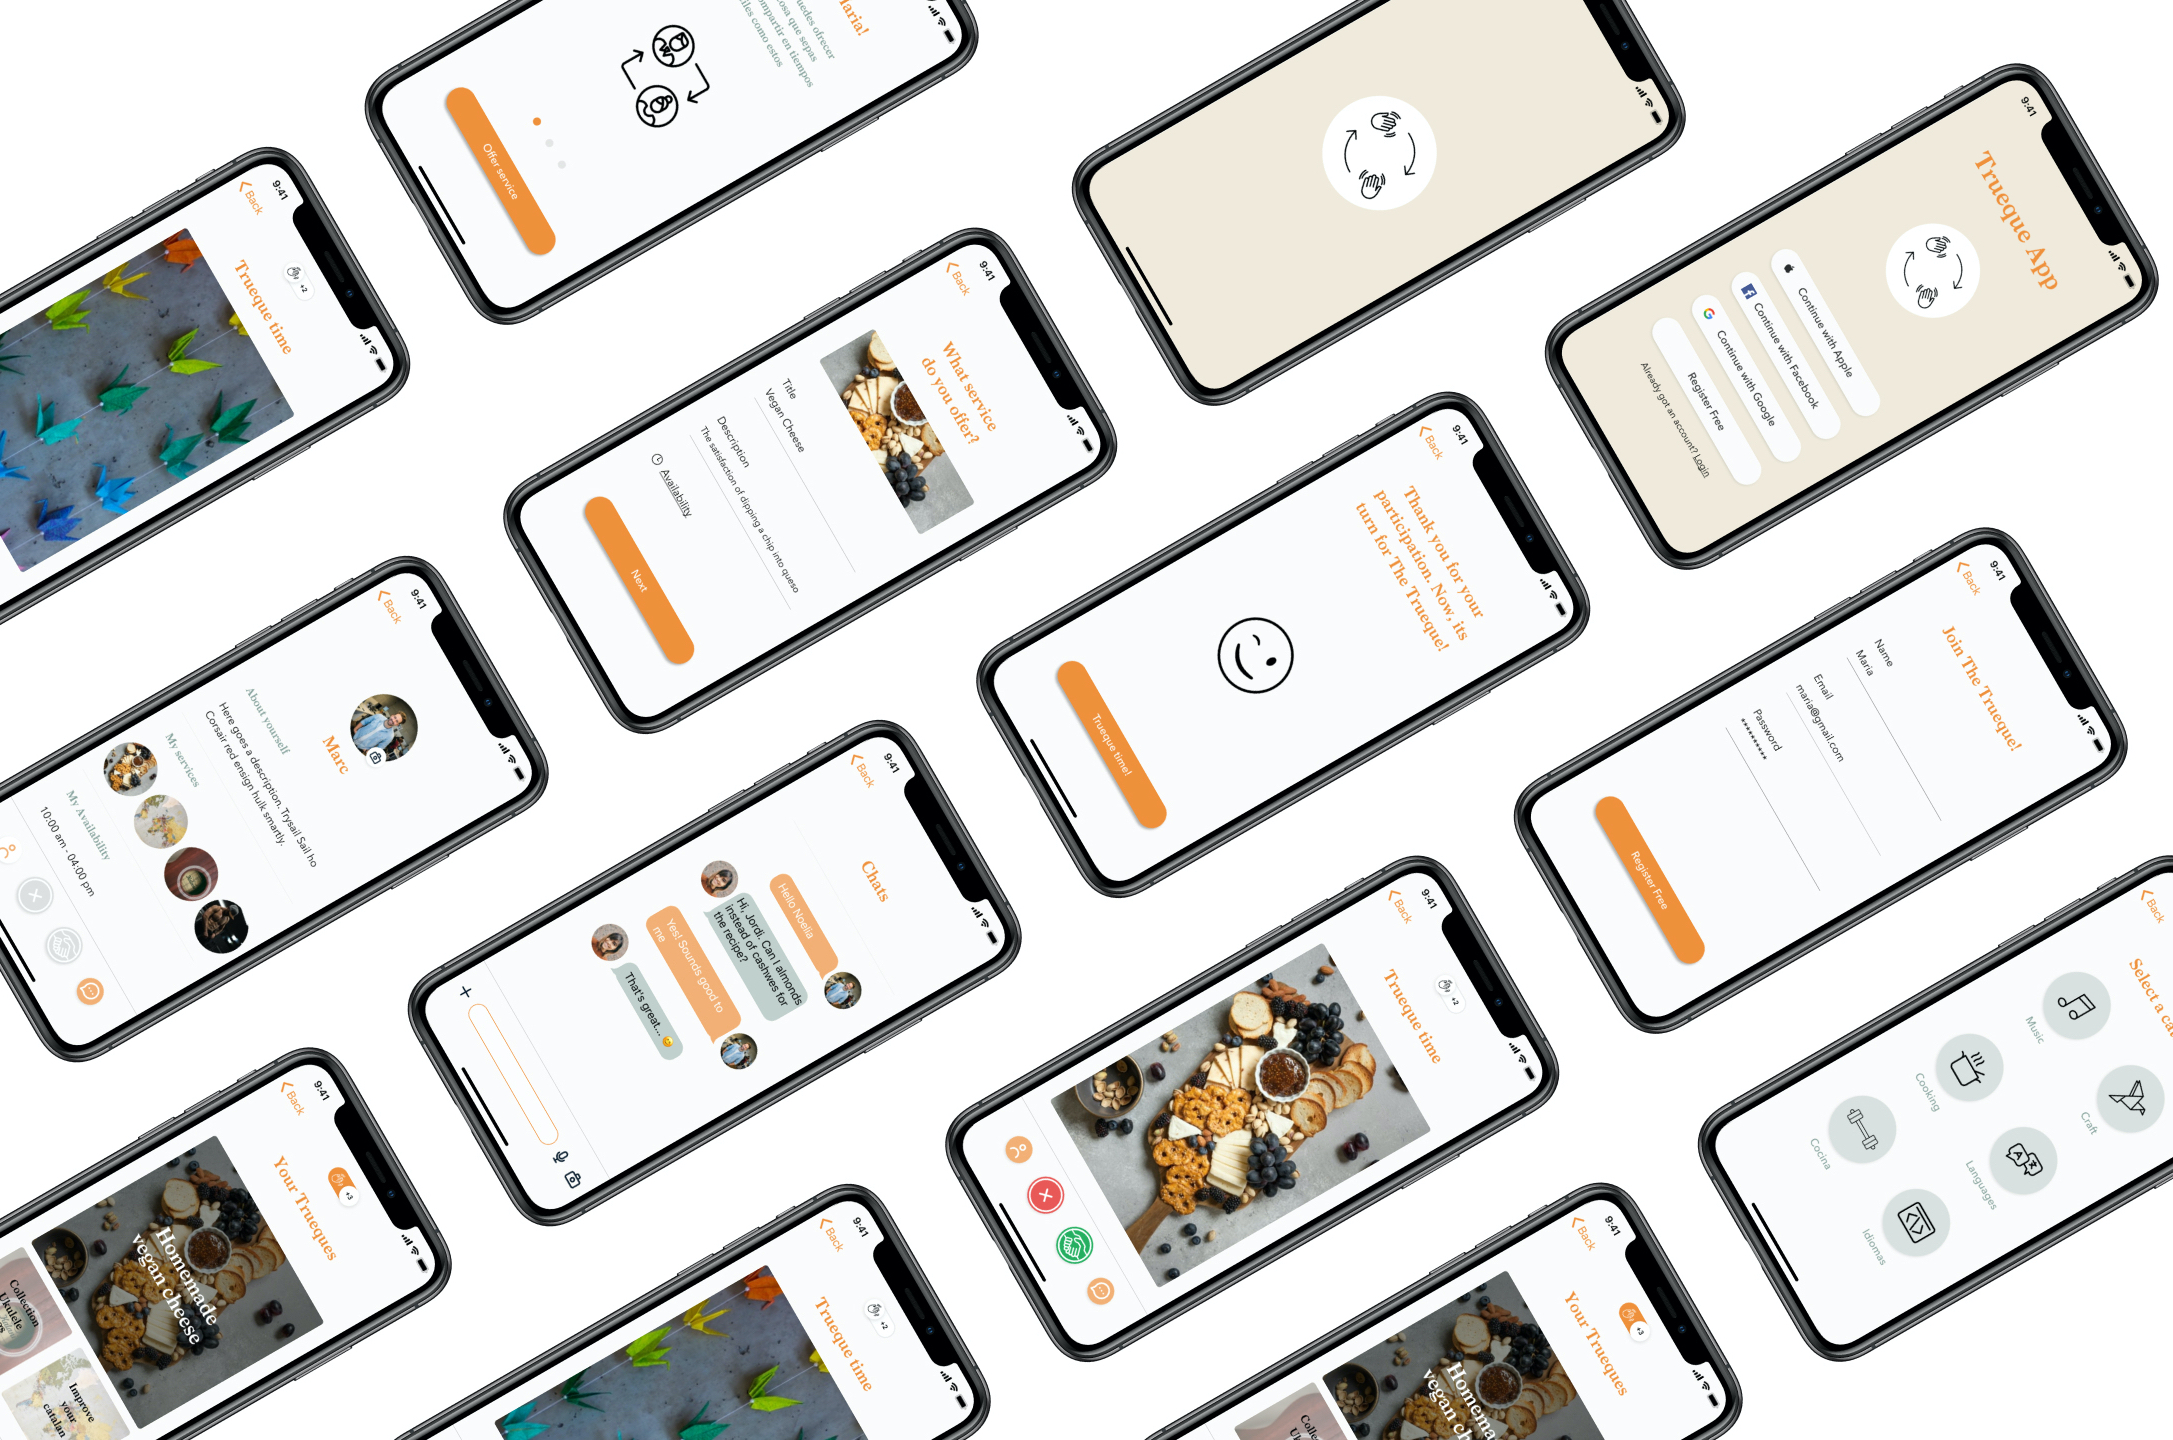 Maria!
uedes ofrecer
cosa que sepas
ompartir en tiempos
iles como estos
Offer service
9:41
Trueque App
Continue with Apple
Continue with Facebook
Continue with Google
Register Free
Already got an account? Login
9:41
Back
+2
Trueque time
9:41
Back
What service
do you offer?
Title
Vegan Cheese
Description
The satisfaction of dipping a chip into queso
Availability
Next
9:41
Back
Thank you for your
participation. Now, its
turn for The Trueque!
Trueque time!
9:41
Back
Join The Trueque!
Name
Maria
Email
maria@gmail.com
Password
*********
Register Free
9:41
Back
Marc
About yourself
Here goes a description. Trysail Sail ho
Corsair red ensign hulk smartly.
My services
My Availability
10:00 am - 04:00 pm
9:41
Back
Chats
Hello Noelia
Hi, Jordi. Can I almonds
instead of cashwes for
the recipe?
Yes! Sounds good to
me
That's great...
9:41
Back
+2
Trueque time
Back
Select a ca
Music
Craft
Cooking
Languages
Cocina
Idiomas
9:41
Back
+3
Your Trueques
Homemade
vegan cheese
Collection
Ukulele
Improve
your
catalan
9:41
Back
+2
Trueque time
9:41
Back
+3
Your Trueques
Homema
vegan ch
Colle
Uk